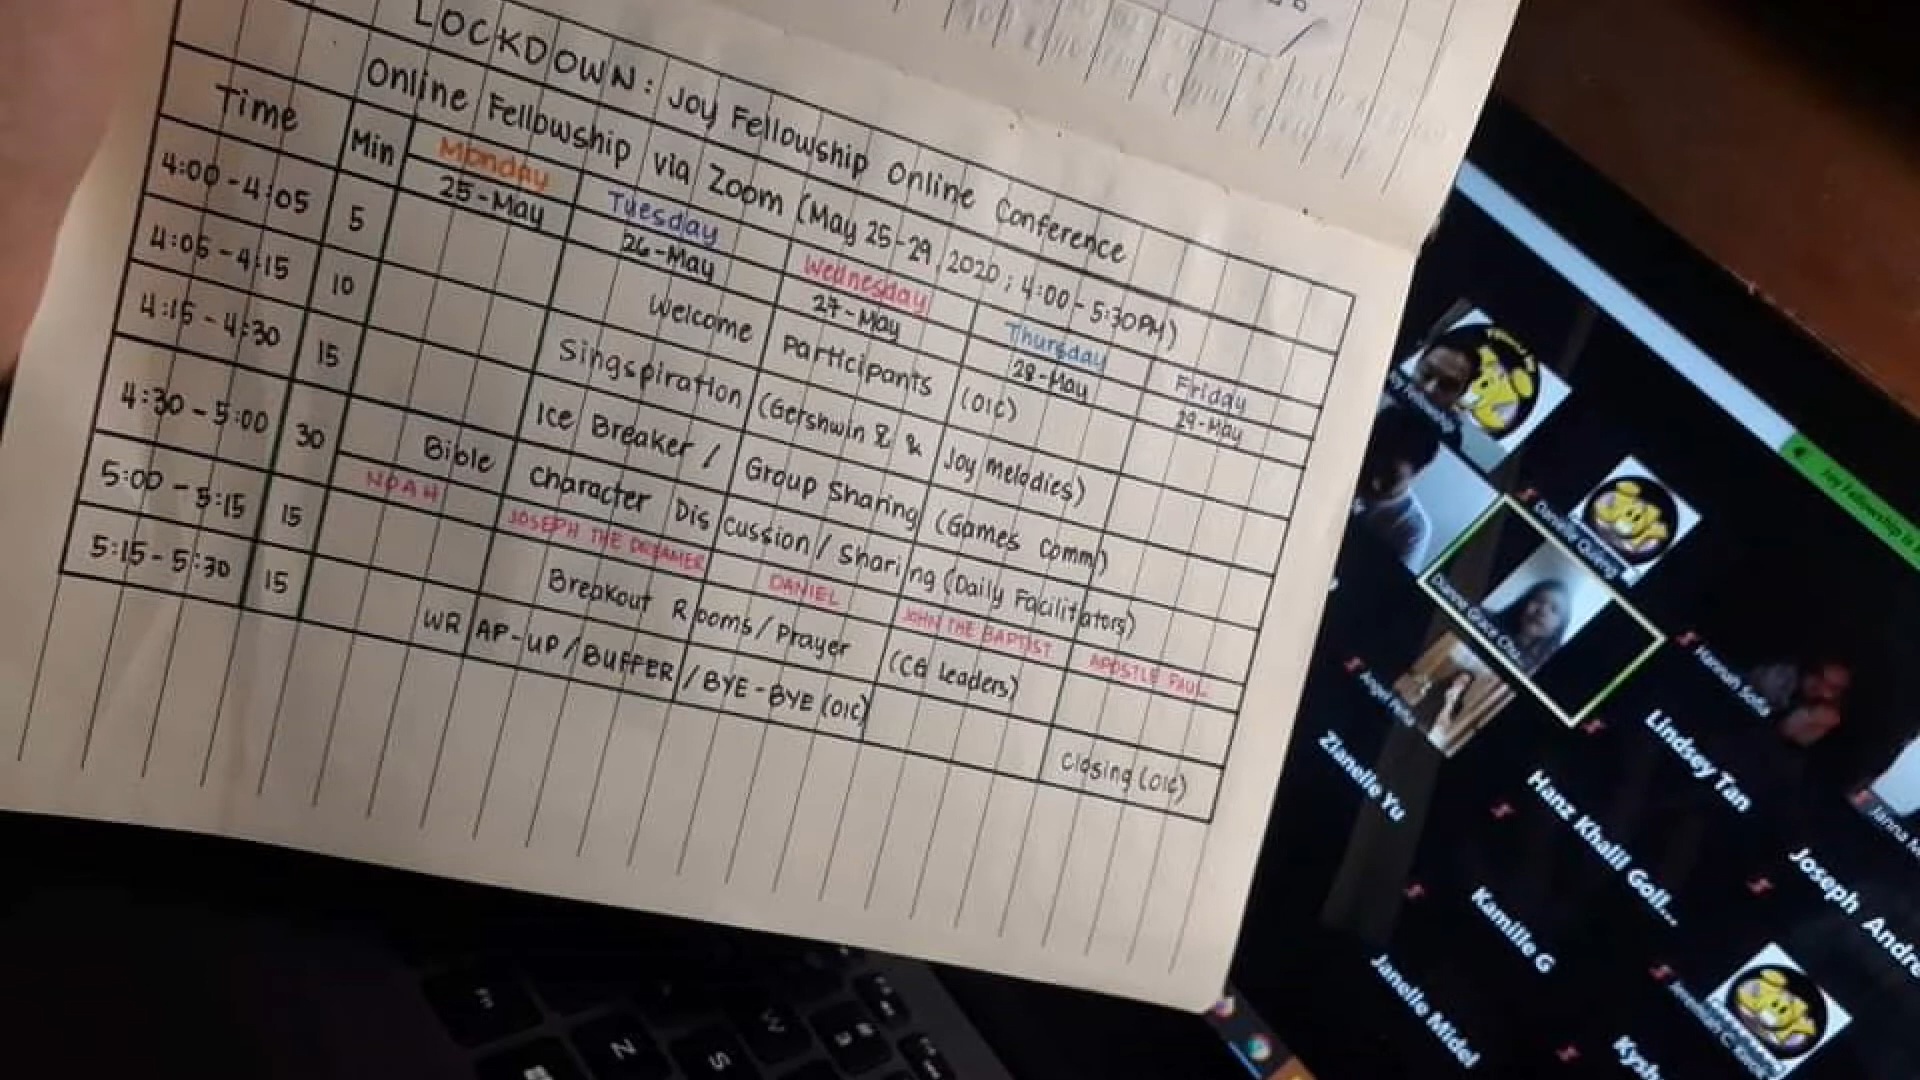 LOCKDOWN: Joy Fellowship Online Conference
Online Fellowship via Zoom (May 25-29, 2020; 4:00-5:30PM)
Time Min Monday Tuesday Wednesday Thursday Friday
25-May 26-May 27-May 28-May 29-May
4:00-4:05 5 Welcome Participants (OIC)
4:05-4:15 10 Singspiration (Gershwin Z & Joy melodies)
4:15-4:30 15 Ice Breaker / Group Sharing (Games Comm)
4:30-5:00 30 Bible Character Discussion / Sharing (Daily Facilitators)
NOAH JOSEPH THE DREAMER DANIEL JOHN THE BAPTIST APOSTLE PAUL
5:00-5:15 15 Breakout Rooms / Prayer (CG leaders)
5:15-5:30 15 WRAP-UP / BUFFER / BYE-BYE (OIC) Closing (OIC)
Hannah
Lindsey Tan
Zianelle Yu
Hanz Khalil Goll...
Joseph Andre
Kamille G
Janelle Midel
Fn
Z
S
W
3